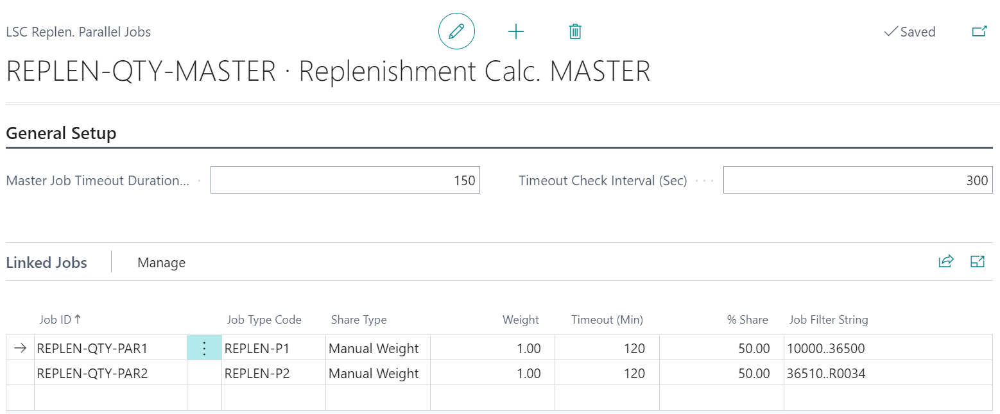 LSC Replen. Parallel Jobs
Saved
REPLEN-QTY-MASTER · Replenishment Calc. MASTER
General Setup
Master Job Timeout Duration... 150 Timeout Check Interval (Sec) 300
Linked Jobs Manage
Job ID ↑ Job Type Code Share Type Weight Timeout (Min) % Share Job Filter String
REPLEN-QTY-PAR1 REPLEN-P1 Manual Weight 1.00 120 50.00 10000..36500
REPLEN-QTY-PAR2 REPLEN-P2 Manual Weight 1.00 120 50.00 36510..R0034